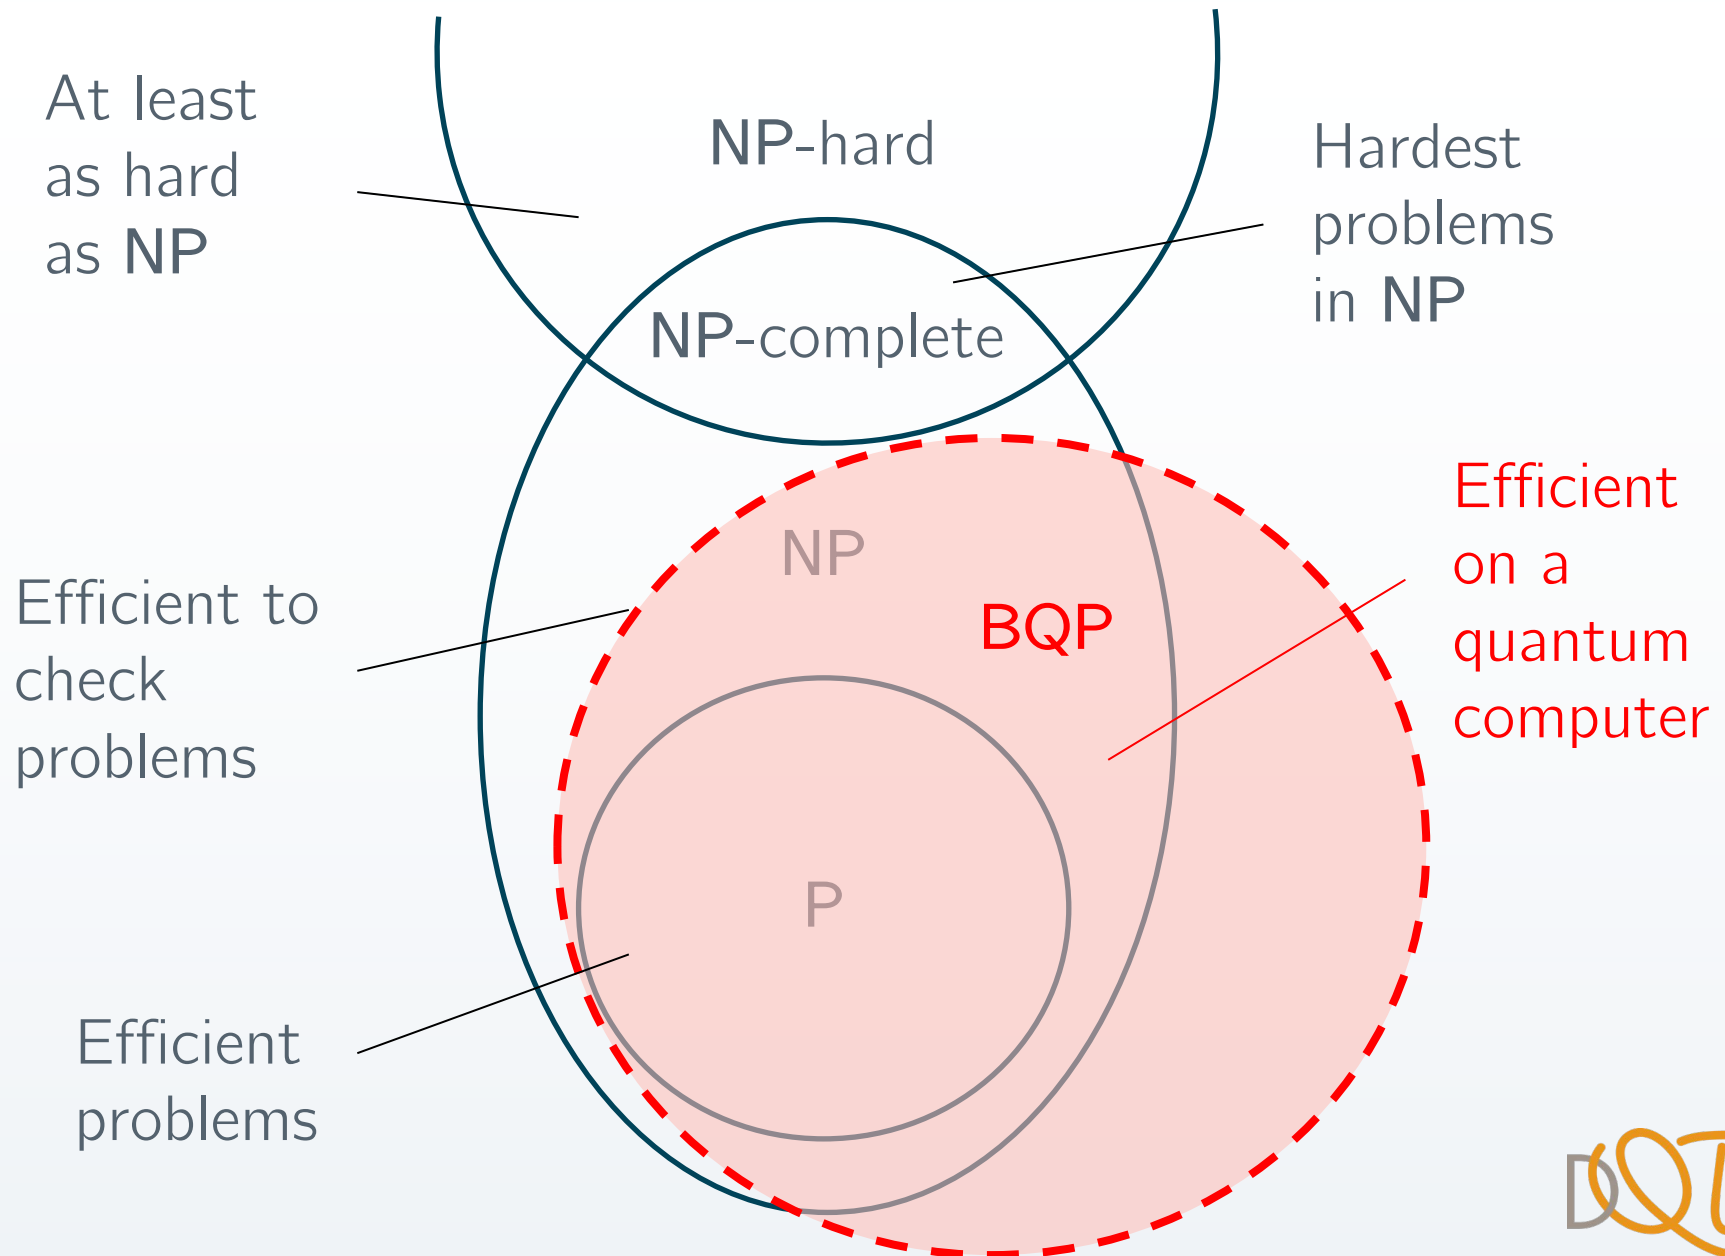 At least
as hard
as NP
NP-hard
Hardest
problems
in NP
NP-complete
Efficient
on a
quantum
computer
NP
BQP
Efficient to
check
problems
P
Efficient
problems